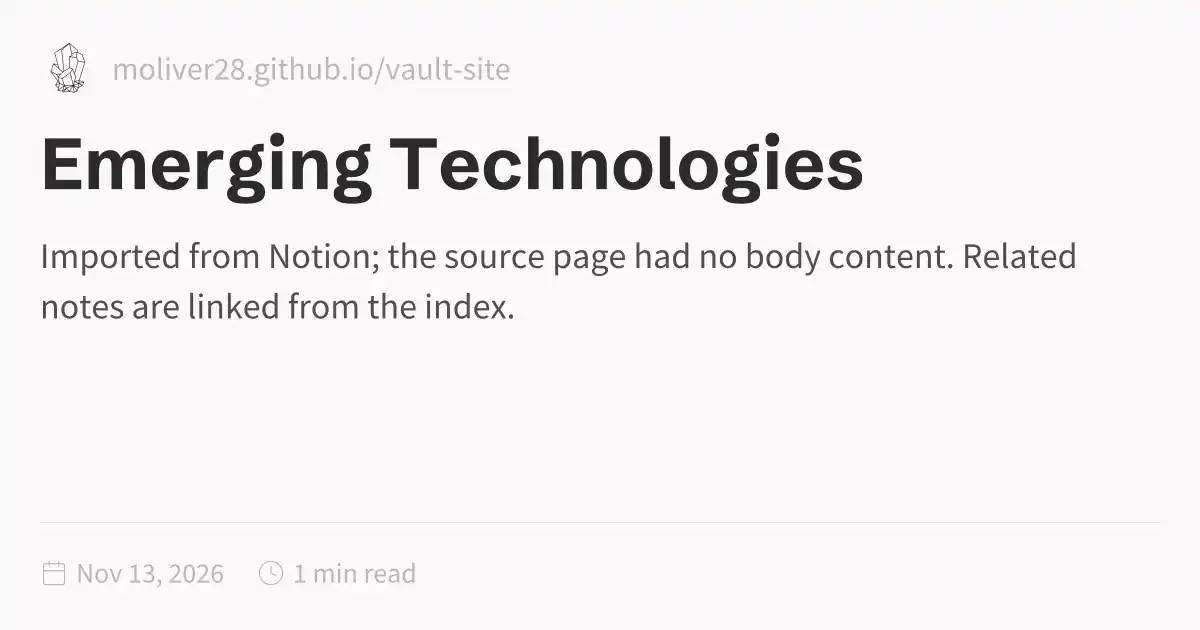 moliver28.github.io/vault-site
Emerging Technologies
Imported from Notion; the source page had no body content. Related
notes are linked from the index.
Nov 13, 2026
1 min read